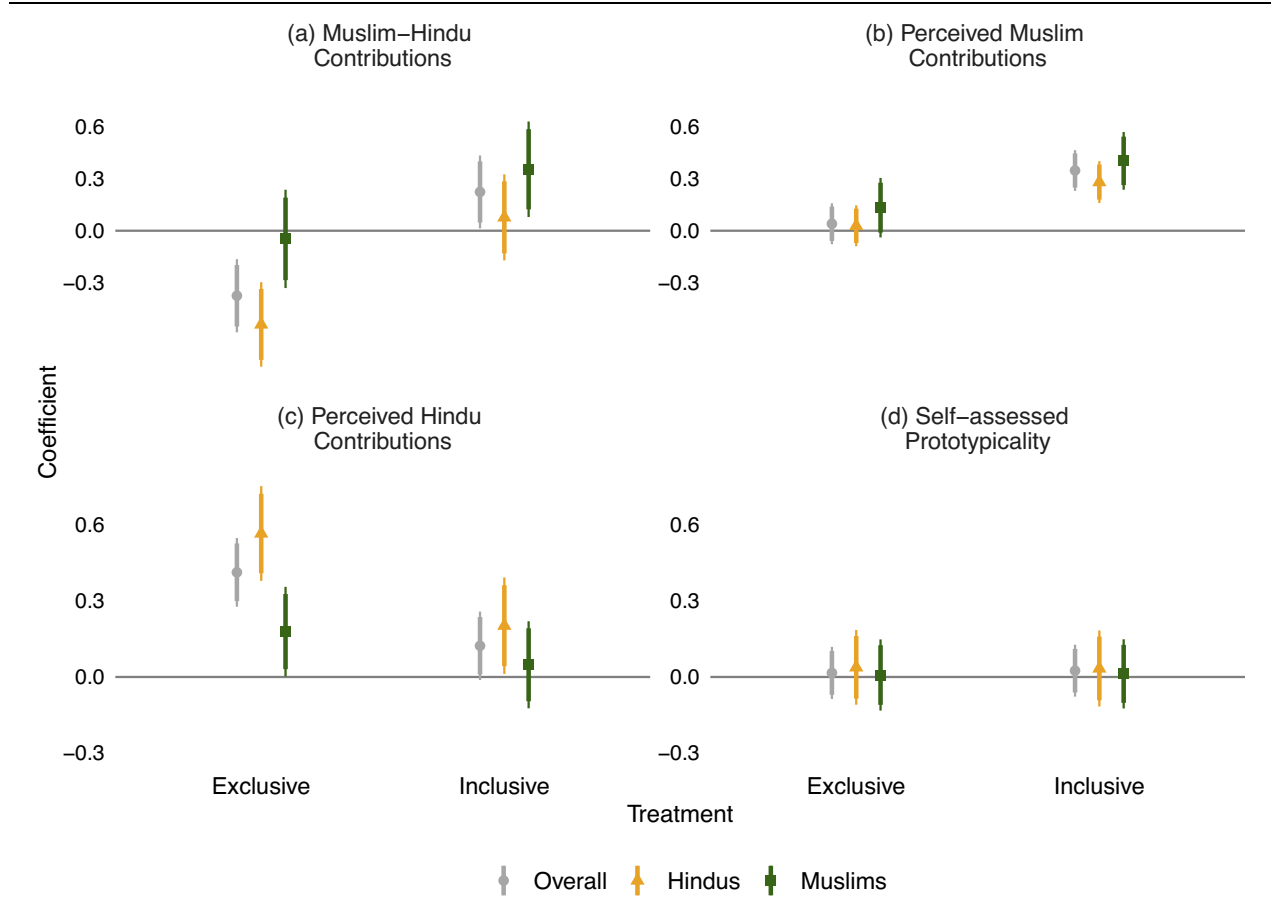 (a) Muslim−Hindu
Contributions
(b) Perceived Muslim
Contributions
0.6
0.3
0.0
−0.3
0.6
0.3
0.0
−0.3
Coefficient
(c) Perceived Hindu
Contributions
(d) Self−assessed
Prototypicality
0.6
0.3
0.0
−0.3
0.6
0.3
0.0
−0.3
Exclusive
Inclusive
Exclusive
Inclusive
Treatment
Overall
Hindus
Muslims